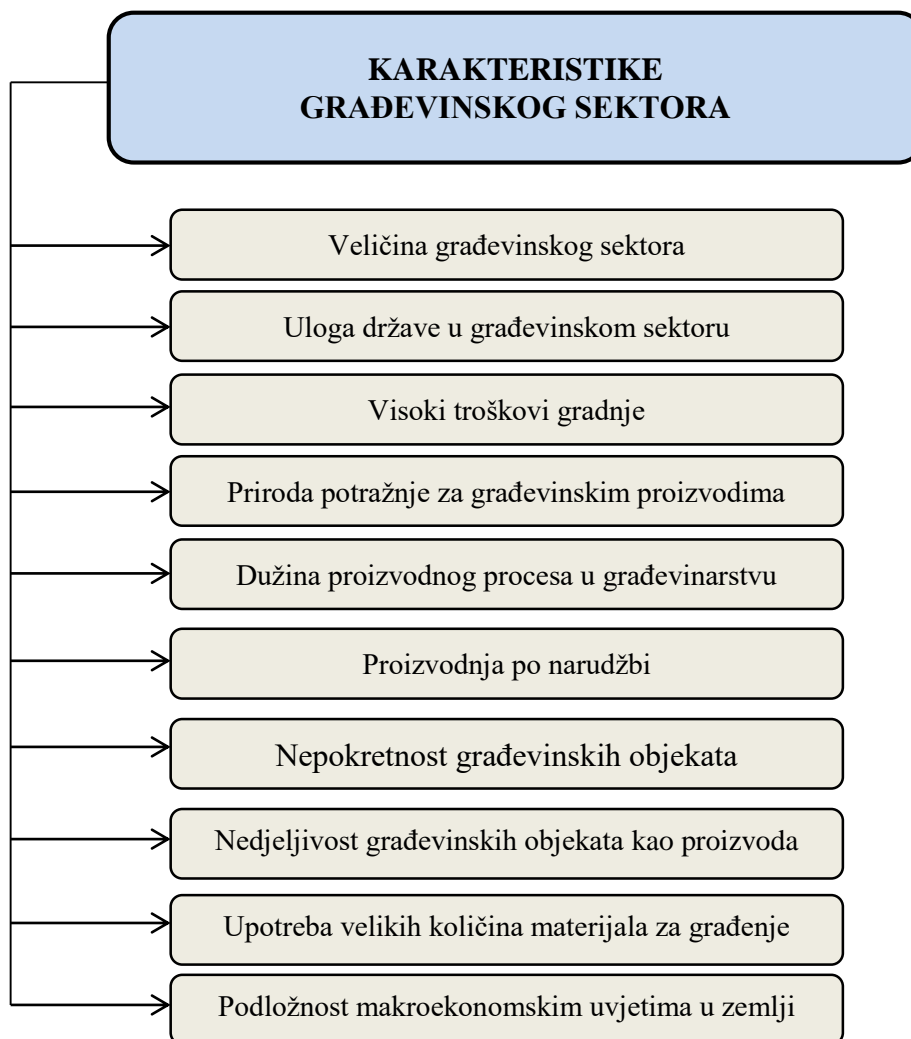 KARAKTERISTIKE
GRAĐEVINSKOG SEKTORA
Veličina građevinskog sektora
Uloga države u građevinskom sektoru
Visoki troškovi gradnje
Priroda potražnje za građevinskim proizvodima
Dužina proizvodnog procesa u građevinarstvu
Proizvodnja po narudžbi
Nepokretnost građevinskih objekata
Nedjeljivost građevinskih objekata kao proizvoda
Upotreba velikih količina materijala za građenje
Podložnost makroekonomskim uvjetima u zemlji